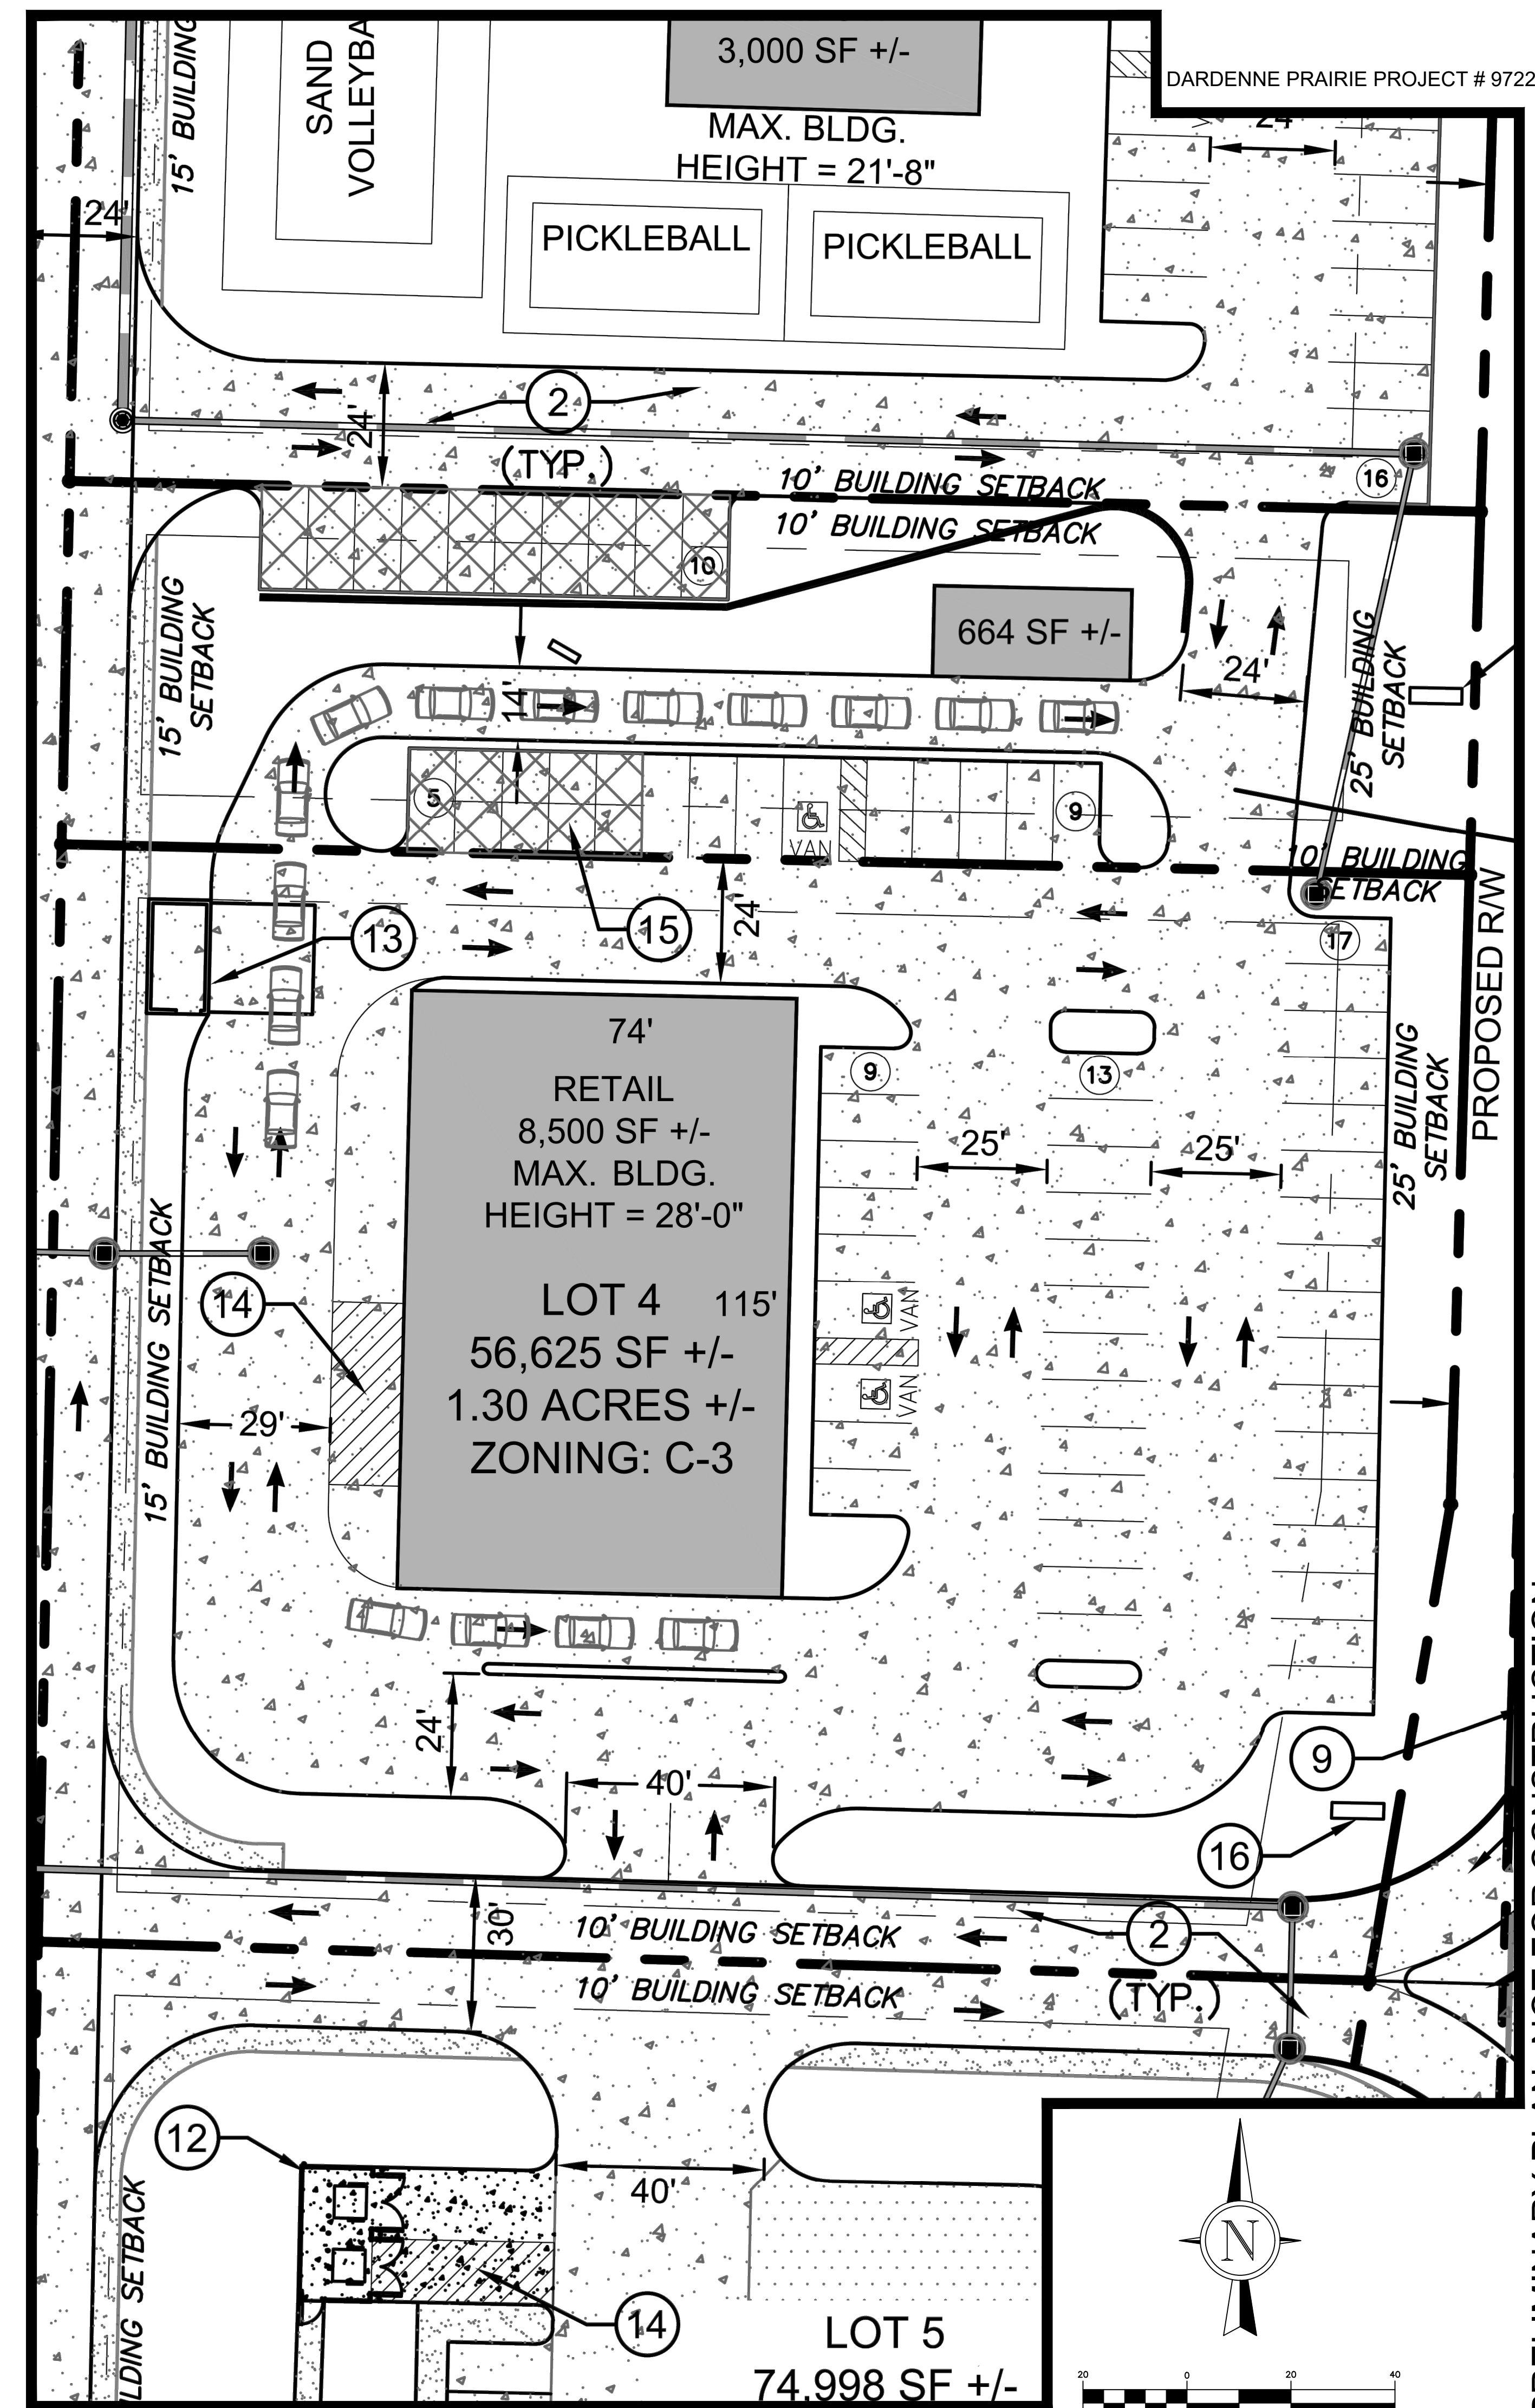 DARDENNE PRAIRIE PROJECT # 9722
15' BUILDING
SAND
VOLLEYBA
3,000 SF +/-
MAX. BLDG.
HEIGHT = 21'-8"
24'
24'
PICKLEBALL
PICKLEBALL
2
24'
(TYP.)
10' BUILDING SETBACK
10' BUILDING SETBACK
16
10
15' BUILDING
SETBACK
664 SF +/-
24'
25' BUILDING
SETBACK
14'
5
9
VAN
10' BUILDING
SETBACK
13
15
24'
17
PROPOSED R/W
74'
RETAIL
8,500 SF +/-
MAX. BLDG.
HEIGHT = 28'-0"
9
13
25' BUILDING
SETBACK
25'
25'
15' BUILDING SETBACK
14
LOT 4
115'
56,625 SF +/-
1.30 ACRES +/-
ZONING: C-3
VAN
VAN
29'
24'
40'
9
16
30'
10' BUILDING SETBACK
10' BUILDING SETBACK
2
(TYP.)
12
40'
14
LOT 5
74,998 SF +/-
N
20
0
20
40